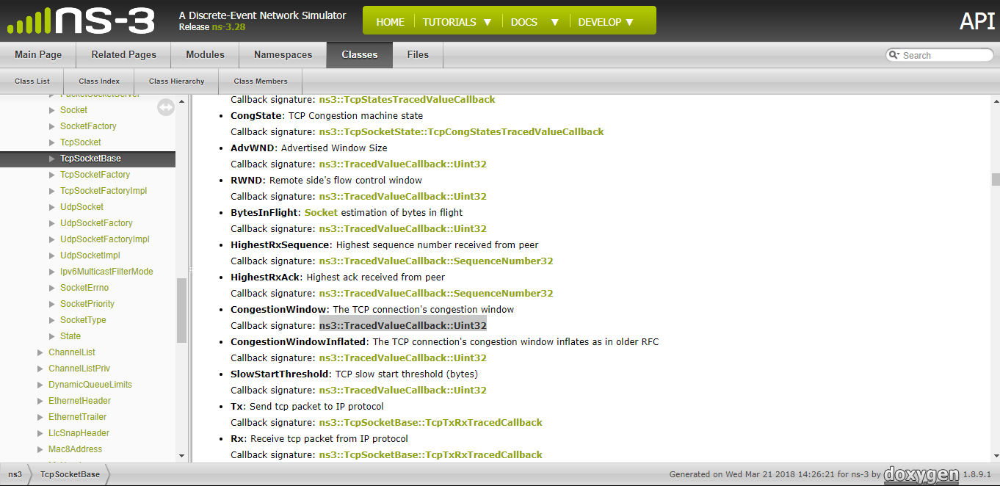 NS-3
A Discrete-Event Network Simulator
Release ns-3.28
HOME
TUTORIALS ▼
DOCS ▼
DEVELOP ▼
API
Main Page
Related Pages
Modules
Namespaces
Classes
Files
Search
Class List
Class Index
Class Hierarchy
Class Members
PacketSocketServer
Socket
SocketFactory
TcpSocket
TcpSocketBase
TcpSocketFactory
TcpSocketFactoryImpl
UdpSocket
UdpSocketFactory
UdpSocketFactoryImpl
UdpSocketImpl
Ipv6MulticastFilterMode
SocketErrno
SocketPriority
SocketType
State
ChannelList
ChannelListPriv
DynamicQueueLimits
EthernetHeader
EthernetTrailer
LlcSnapHeader
Mac8Address
Callback signature: ns3::TcpStatesTracedValueCallback
• CongState: TCP Congestion machine state
Callback signature: ns3::TcpSocketState::TcpCongStatesTracedValueCallback
• AdvWND: Advertised Window Size
Callback signature: ns3::TracedValueCallback::Uint32
• RWND: Remote side's flow control window
Callback signature: ns3::TracedValueCallback::Uint32
• BytesInFlight: Socket estimation of bytes in flight
Callback signature: ns3::TracedValueCallback::Uint32
• HighestRxSequence: Highest sequence number received from peer
Callback signature: ns3::TracedValueCallback::SequenceNumber32
• HighestRxAck: Highest ack received from peer
Callback signature: ns3::TracedValueCallback::SequenceNumber32
• CongestionWindow: The TCP connection's congestion window
Callback signature: ns3::TracedValueCallback::Uint32
• CongestionWindowInflated: The TCP connection's congestion window inflates as in older RFC
Callback signature: ns3::TracedValueCallback::Uint32
• SlowStartThreshold: TCP slow start threshold (bytes)
Callback signature: ns3::TracedValueCallback::Uint32
• Tx: Send tcp packet to IP protocol
Callback signature: ns3::TcpSocketBase::TcpTxRxTracedCallback
• Rx: Receive tcp packet from IP protocol
Callback signature: ns3::TcpSocketBase::TcpTxRxTracedCallback
ns3
TcpSocketBase
Generated on Wed Mar 21 2018 14:26:21 for ns-3 by doxygen 1.8.9.1